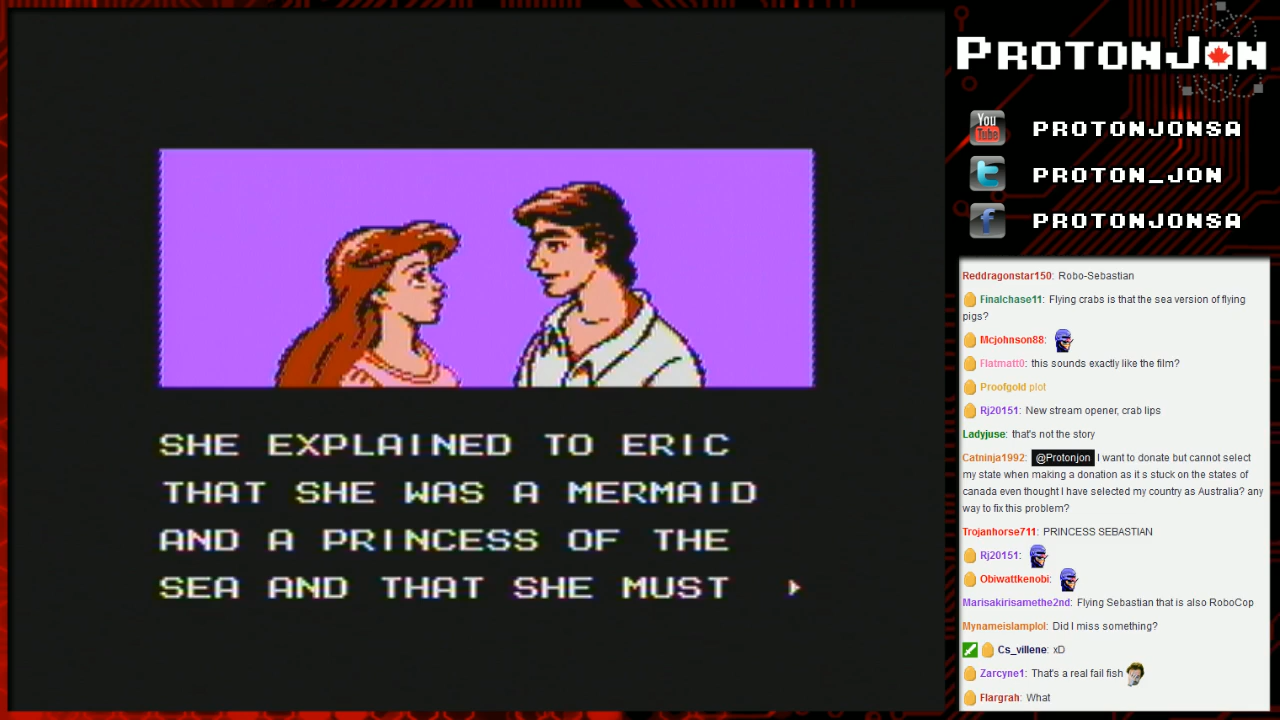 SHE EXPLAINED TO ERIC
THAT SHE WAS A MERMAID
AND A PRINCESS OF THE
SEA AND THAT SHE MUST
PROTONJON
You Tube PROTONJONSA
t PROTON_JON
f PROTONJONSA
Reddragonstar150: Robo-Sebastian
Finalchase11: Flying crabs is that the sea version of flying
pigs?
Mcjohnson88:
Flatmatt0: this sounds exactly like the film?
Proofgold plot
Rj20151: New stream opener, crab lips
Ladyjuse: that's not the story
Catninja1992: @Protonjon I want to donate but cannot select
my state when making a donation as it s stuck on the states of
canada even thought I have selected my country as Australia? any
way to fix this problem?
Trojanhorse711: PRINCESS SEBASTIAN
Rj20151:
Obiwattkenobi:
Marisakirisamethe2nd: Flying Sebastian that is also RoboCop
Mynameislamplol: Did I miss something?
Cs_villene: xD
Zarcyne1: That's a real fail fish
Flargrah: What